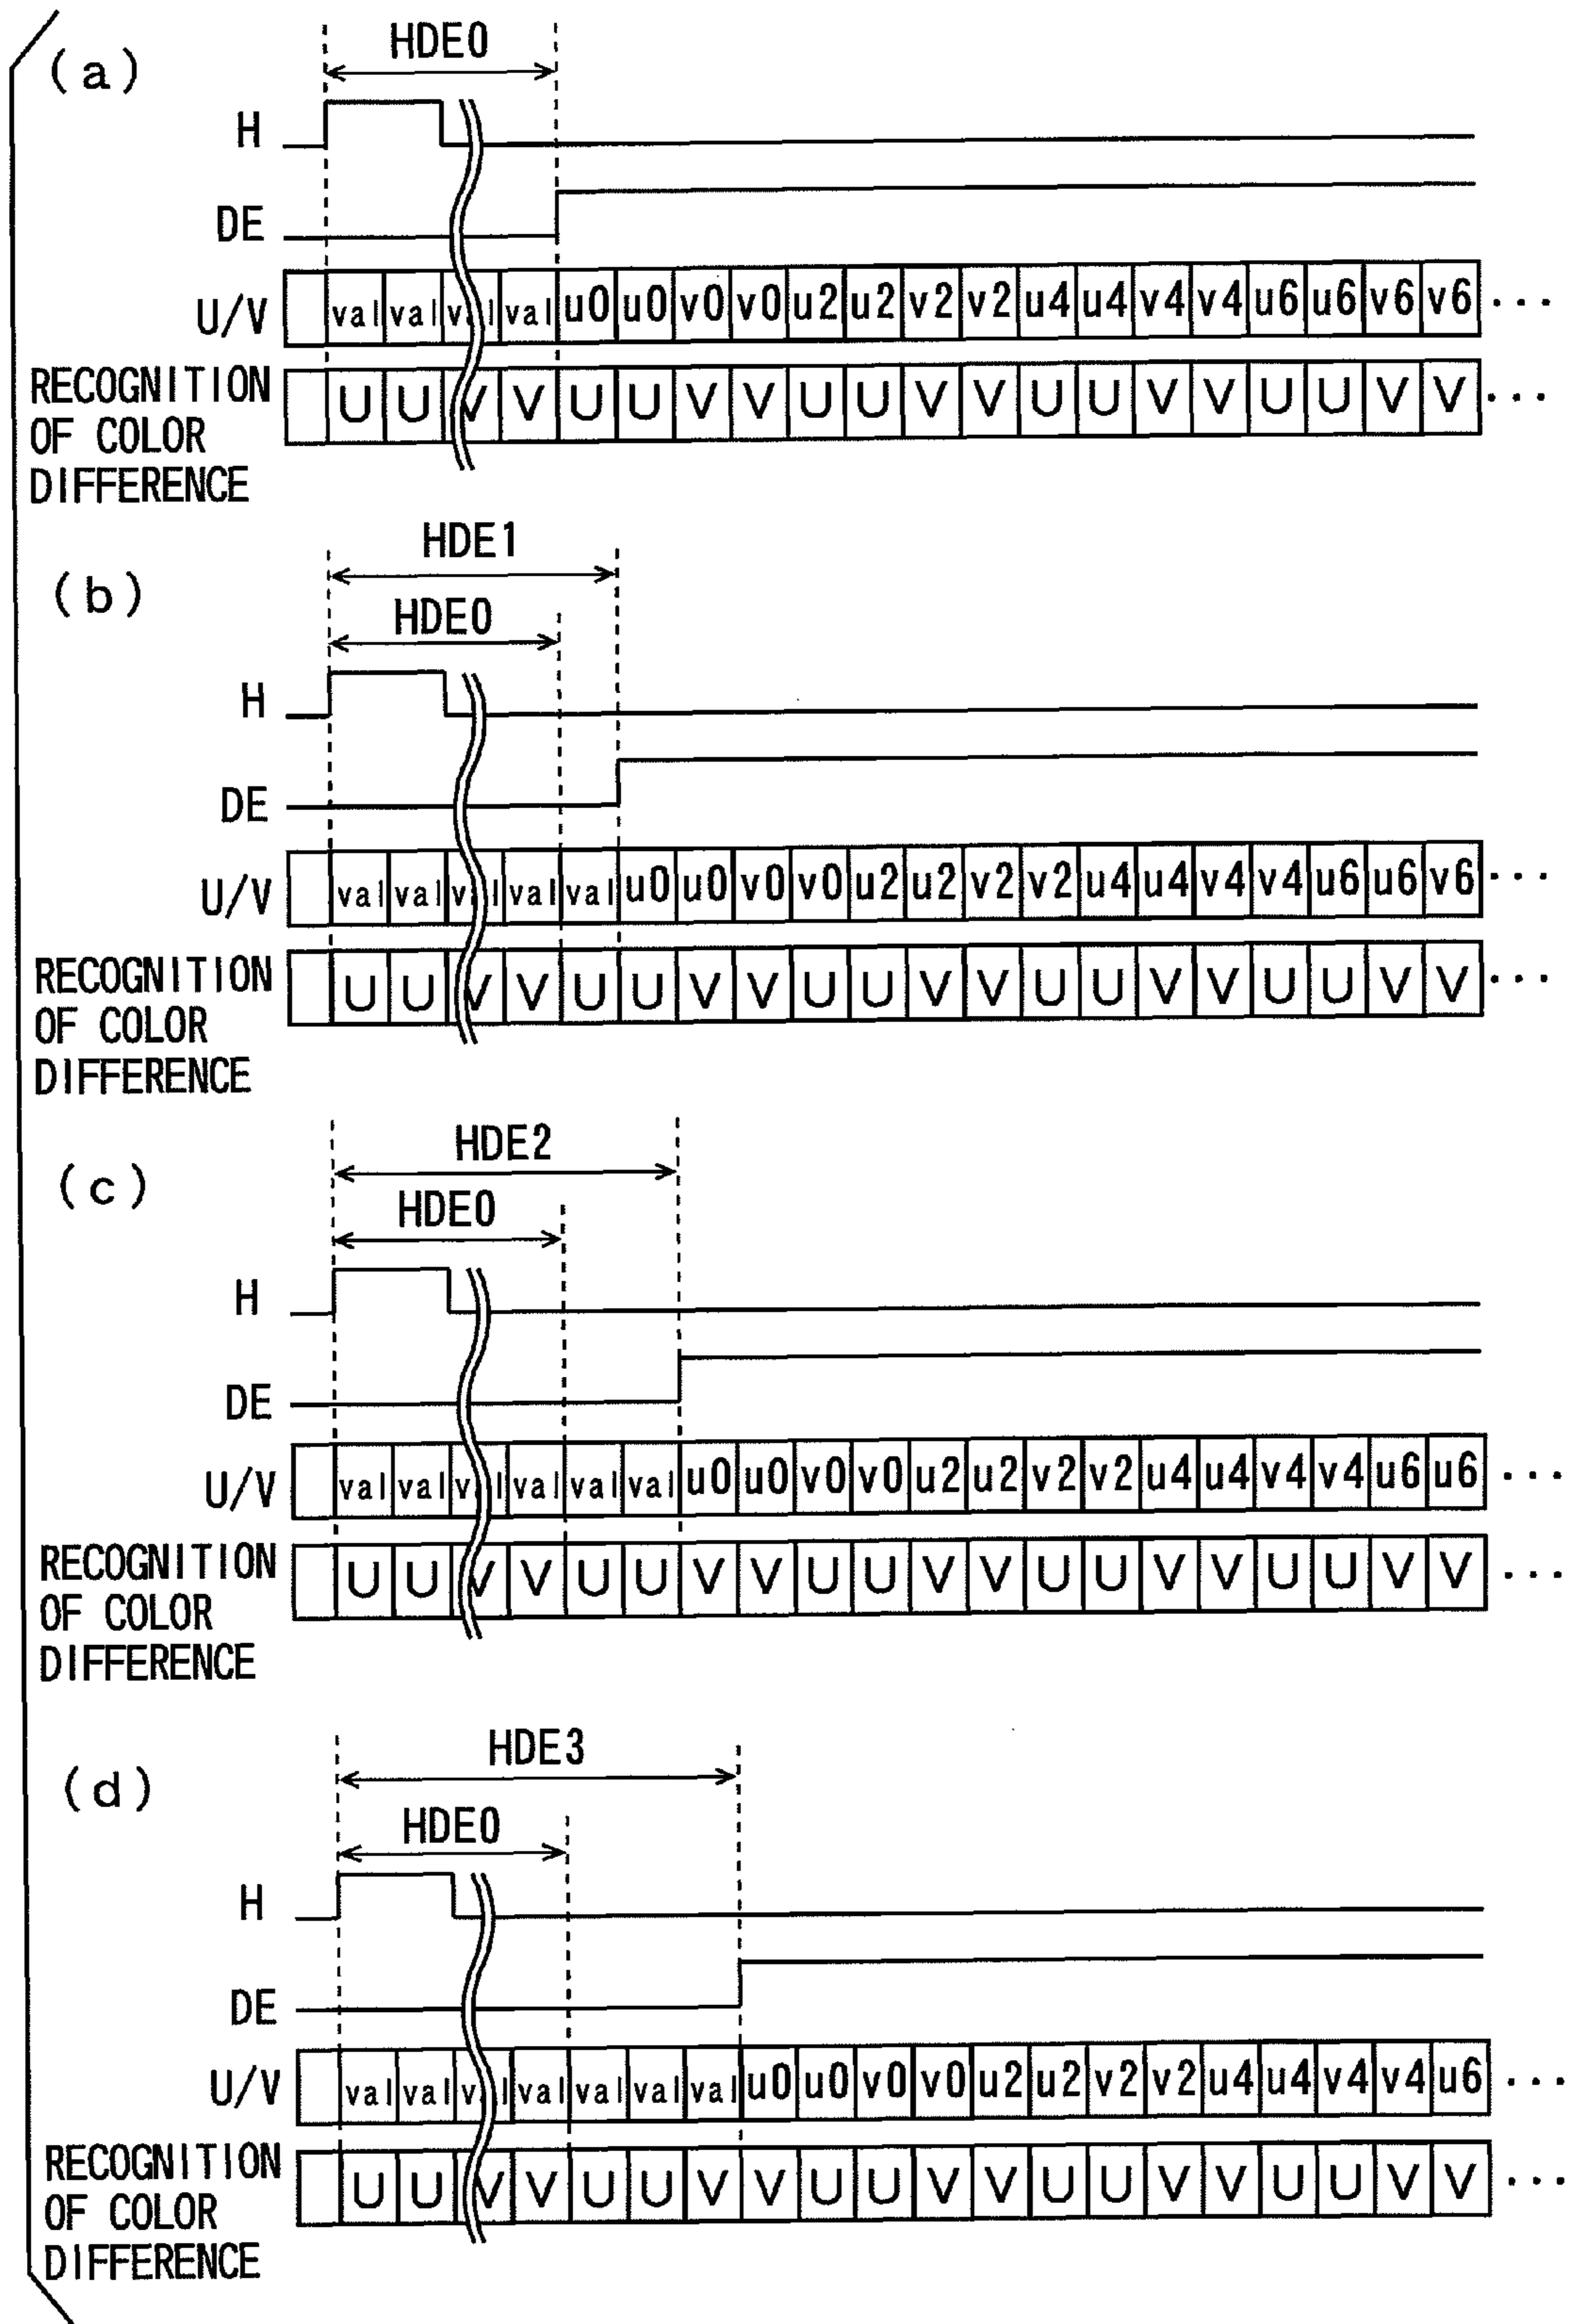 (a)
HDE0
H
DE
U/V val val v l val u0 u0 v0 v0 u2 u2 v2 v2 u4 u4 v4 v4 u6 u6 v6 v6 ...
RECOGNITION OF COLOR DIFFERENCE U U V V U U V V U U V V U U V V U U V V ...
(b)
HDE1
HDE0
H
DE
U/V val val v l val val u0 u0 v0 v0 u2 u2 v2 v2 u4 u4 v4 v4 u6 u6 v6 ...
RECOGNITION OF COLOR DIFFERENCE U U V V U U V V U U V V U U V V U U V V ...
(c)
HDE2
HDE0
H
DE
U/V val val v l val val val u0 u0 v0 v0 u2 u2 v2 v2 u4 u4 v4 v4 u6 u6 ...
RECOGNITION OF COLOR DIFFERENCE U U V V U U V V U U V V U U V V U U V V ...
(d)
HDE3
HDE0
H
DE
U/V val val v l val val val val u0 u0 v0 v0 u2 u2 v2 v2 u4 u4 v4 v4 u6 ...
RECOGNITION OF COLOR DIFFERENCE U U V V U U V V U U V V U U V V U U V V ...